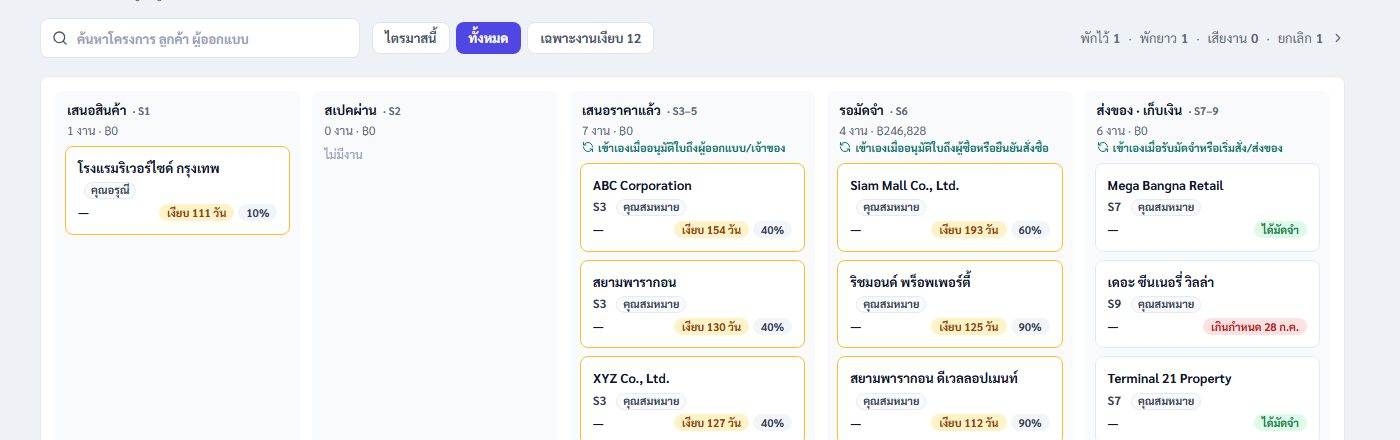 ค้นหาโครงการ ลูกค้า ผู้ออกแบบ
ไตรมาสนี้
ทั้งหมด
เฉพาะงานเงียบ 12
พักไว้ 1 · พักยาว 1 · เสียงาน 0 · ยกเลิก 1
เสนอสินค้า · S1
1 งาน · ฿0
โรงแรมริเวอร์ไซด์ กรุงเทพ
คุณอรุณี
—
เงียบ 111 วัน
10%
สเปคผ่าน · S2
0 งาน · ฿0
ไม่มีงาน
เสนอราคาแล้ว · S3–5
7 งาน · ฿0
เข้าเองเมื่ออนุมัติใบถึงผู้ออกแบบ/เจ้าของ
ABC Corporation
S3 คุณสมหมาย
—
เงียบ 154 วัน
40%
สยามพารากอน
S3 คุณสมหมาย
—
เงียบ 130 วัน
40%
XYZ Co., Ltd.
S3 คุณสมหมาย
—
เงียบ 127 วัน
40%
รอมัดจำ · S6
4 งาน · ฿246,828
เข้าเองเมื่ออนุมัติใบถึงผู้ซื้อหรือยืนยันสั่งซื้อ
Siam Mall Co., Ltd.
คุณสมหมาย
—
เงียบ 193 วัน
60%
ริชมอนด์ พร็อพเพอร์ตี้
คุณสมหมาย
—
เงียบ 125 วัน
90%
สยามพารากอน ดีเวลลอปเมนท์
คุณสมหมาย
—
เงียบ 112 วัน
90%
ส่งของ · เก็บเงิน · S7–9
6 งาน · ฿0
เข้าเองเมื่อรับมัดจำหรือเริ่มสั่ง/ส่งของ
Mega Bangna Retail
S7 คุณสมหมาย
—
ได้มัดจำ
เดอะ ซีนเนอรี่ วิลล่า
S9 คุณสมหมาย
—
เกินกำหนด 28 ก.ค.
Terminal 21 Property
S7 คุณสมหมาย
—
ได้มัดจำ